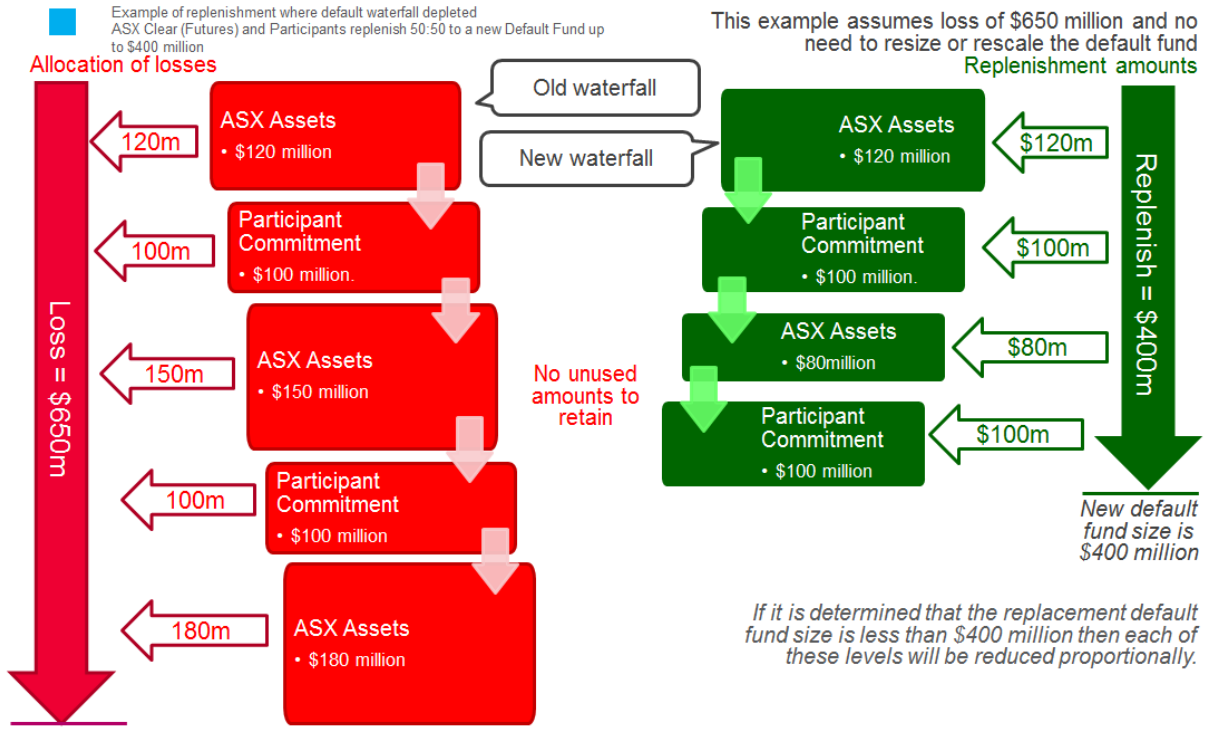 Example of replenishment where default waterfall depleted
ASX Clear (Futures) and Participants replenish 50:50 to a new Default Fund up
to $400 million
This example assumes loss of $650 million and no
need to resize or rescale the default fund
Allocation of losses
Replenishment amounts
Old waterfall
New waterfall
Loss = $650m
120m
ASX Assets
• $120 million
100m
Participant
Commitment
• $100 million.
150m
ASX Assets
• $150 million
100m
Participant
Commitment
• $100 million
180m
ASX Assets
• $180 million
No unused
amounts to
retain
ASX Assets
• $120 million
$120m
Participant
Commitment
• $100 million.
$100m
ASX Assets
• $80million
$80m
Participant
Commitment
• $100 million
$100m
Replenish = $400m
New default
fund size is
$400 million
If it is determined that the replacement default
fund size is less than $400 million then each of
these levels will be reduced proportionally.